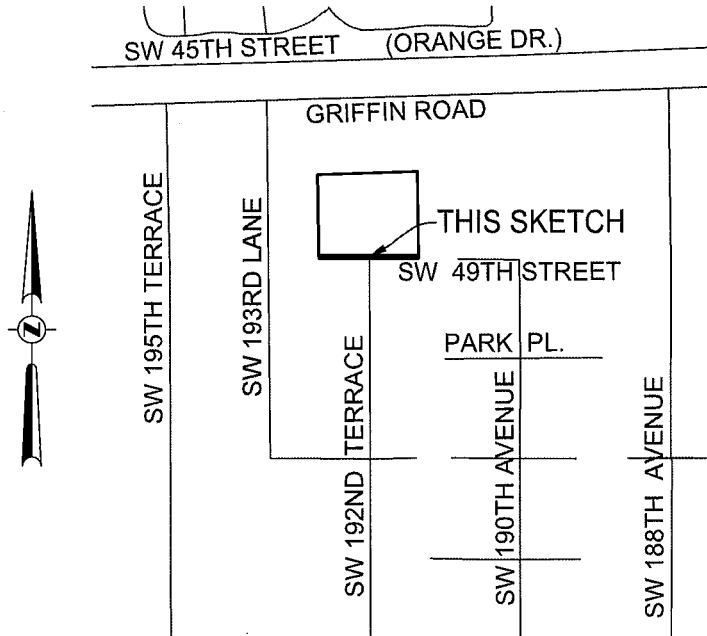 SW 45TH STREET (ORANGE DR.)
GRIFFIN ROAD
SW 195TH TERRACE
SW 193RD LANE
THIS SKETCH
SW 49TH STREET
N
PARK PL.
SW 192ND TERRACE
SW 190TH AVENUE
SW 188TH AVENUE